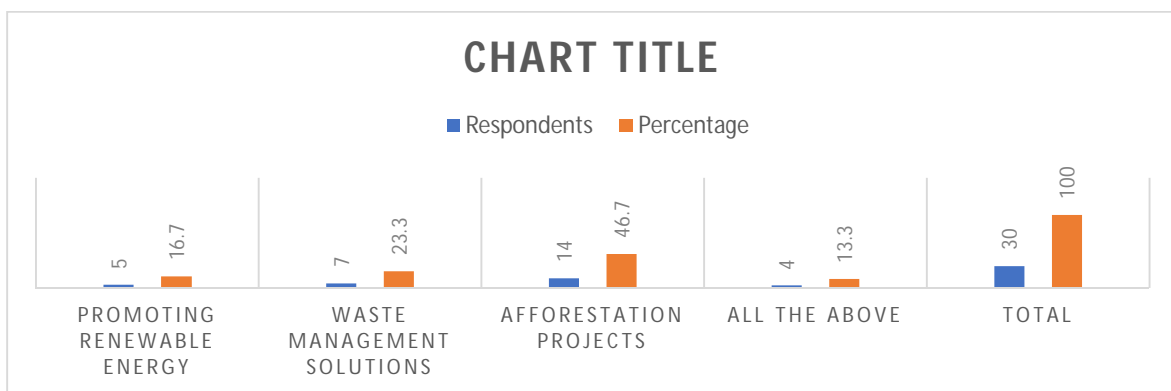 CHART TITLE
Respondents Percentage
5 16.7 7 23.3 14 46.7 4 13.3 30 100
PROMOTING RENEWABLE ENERGY
WASTE MANAGEMENT SOLUTIONS
AFFORESTATION PROJECTS
ALL THE ABOVE
TOTAL